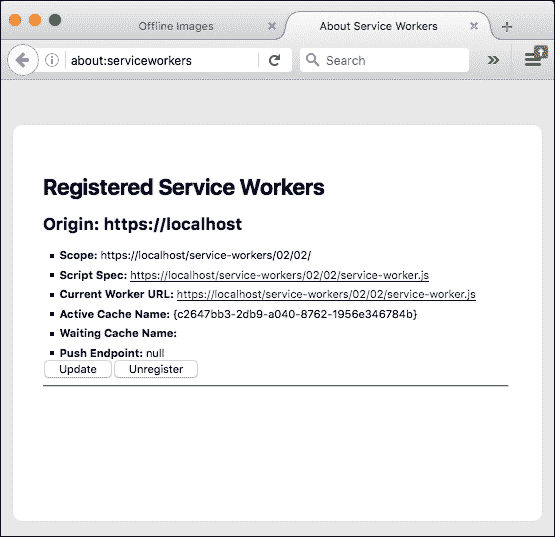 Offline Images
About Service Workers
about:serviceworkers
Search
Registered Service Workers
Origin: https://localhost
Scope: https://localhost/service-workers/02/02/
Script Spec: https://localhost/service-workers/02/02/service-worker.js
Current Worker URL: https://localhost/service-workers/02/02/service-worker.js
Active Cache Name: {c2647bb3-2db9-a040-8762-1956e346784b}
Waiting Cache Name:
Push Endpoint: null
Update Unregister